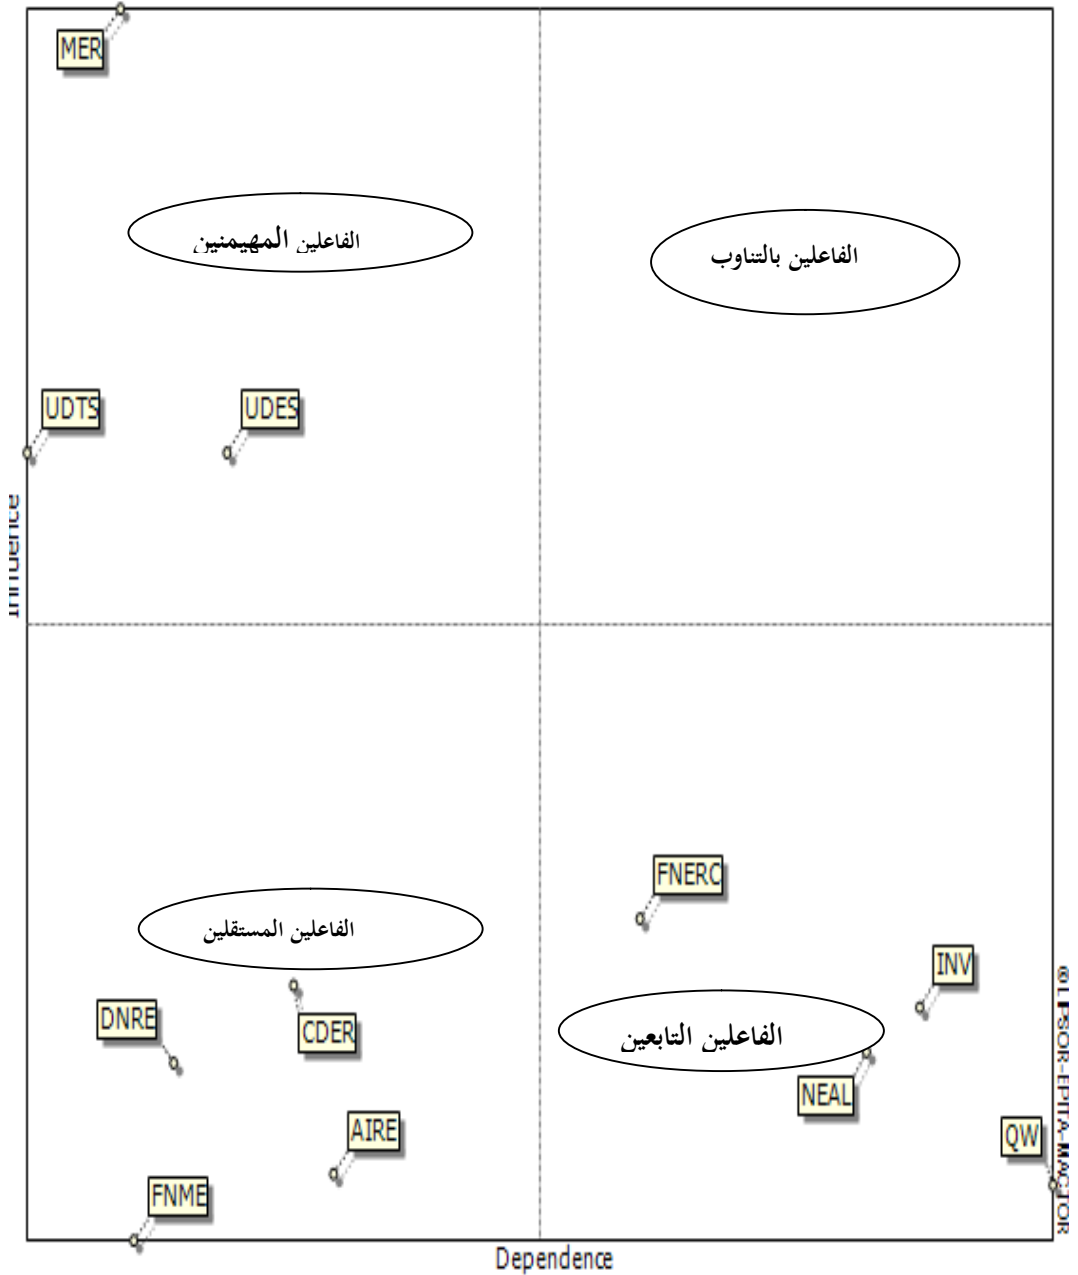 MER
الفاعلين المهيمنين
الفاعلين بالتناوب
UDTS
UDES
Influence
FNERC
الفاعلين المستقلين
INV
DNRE
CDER
الفاعلين التابعين
NEAL
AIRE
QW
FNME
Dependence
@LIPSOR-EPITA-MACTOR